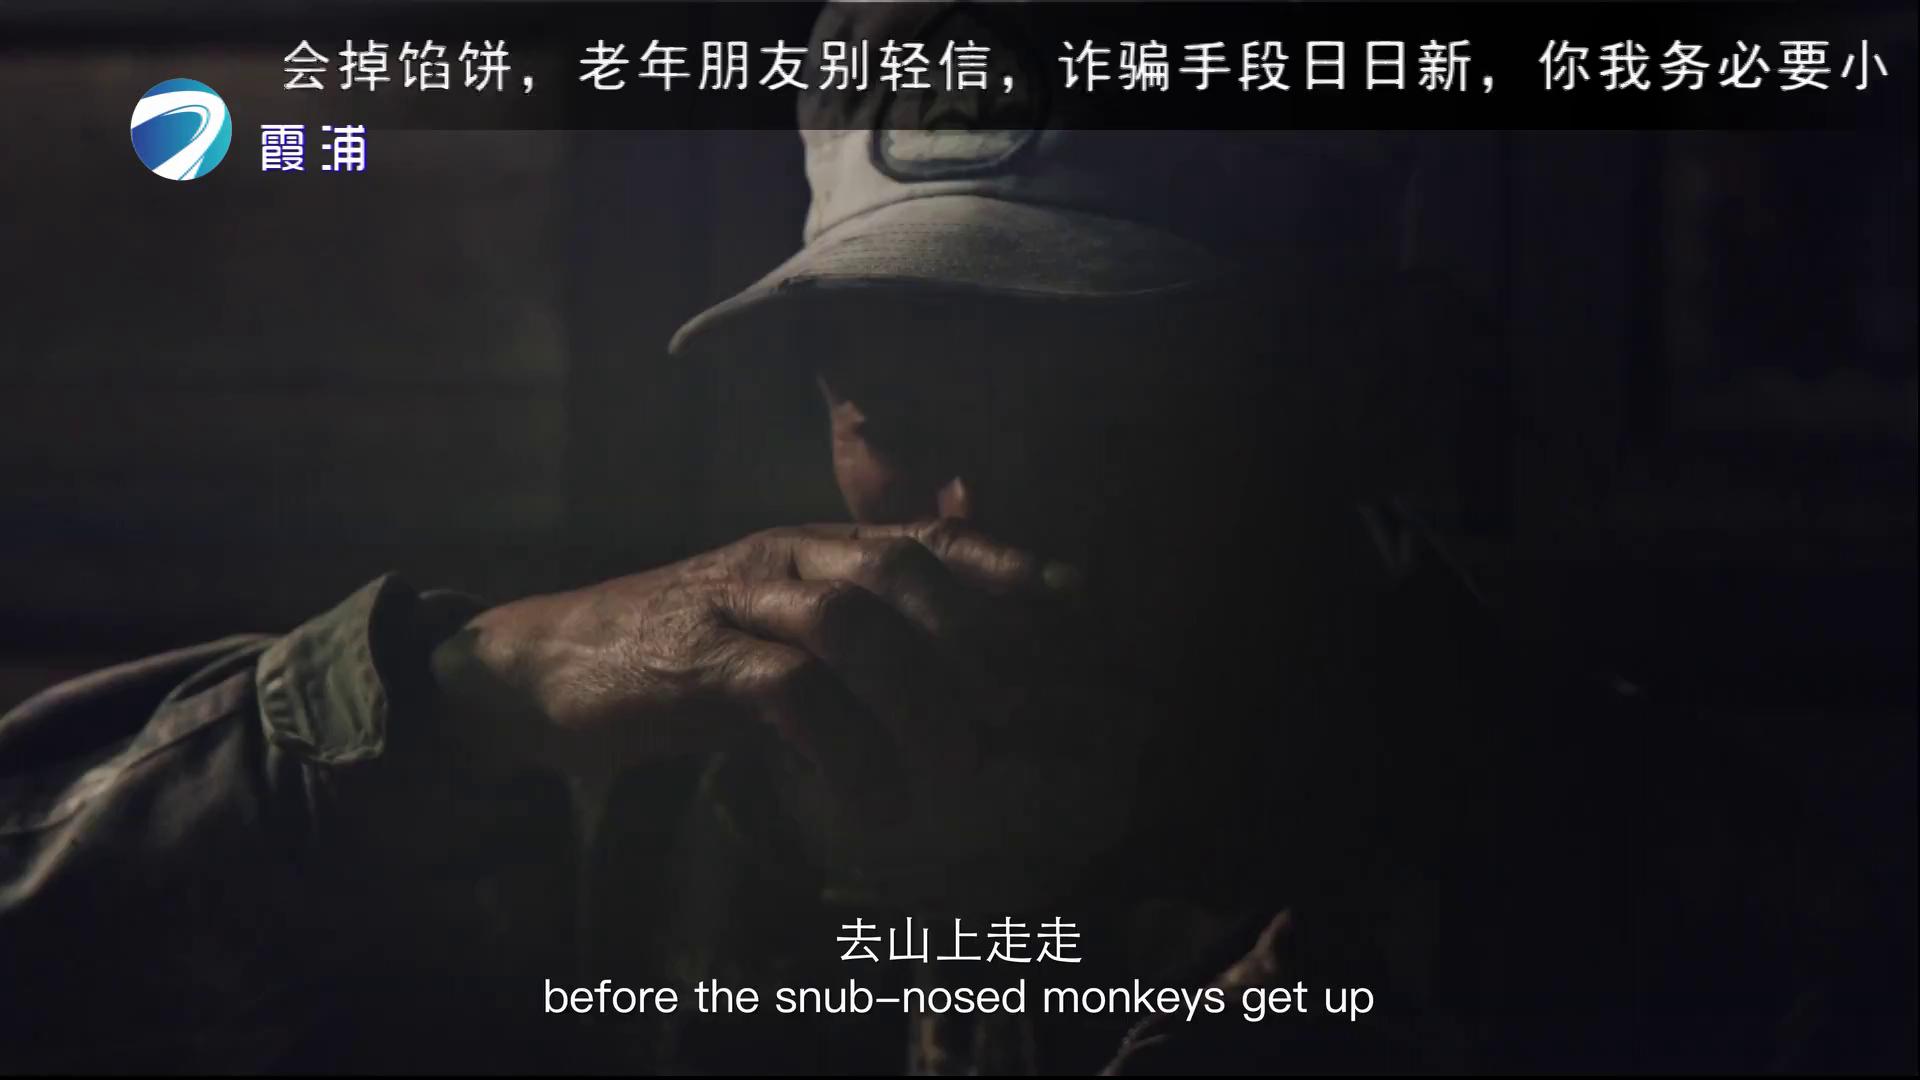 会掉馅饼，老年朋友别轻信，诈骗手段日日新，你我务必要小
霞浦
去山上走走
before the snub-nosed monkeys get up